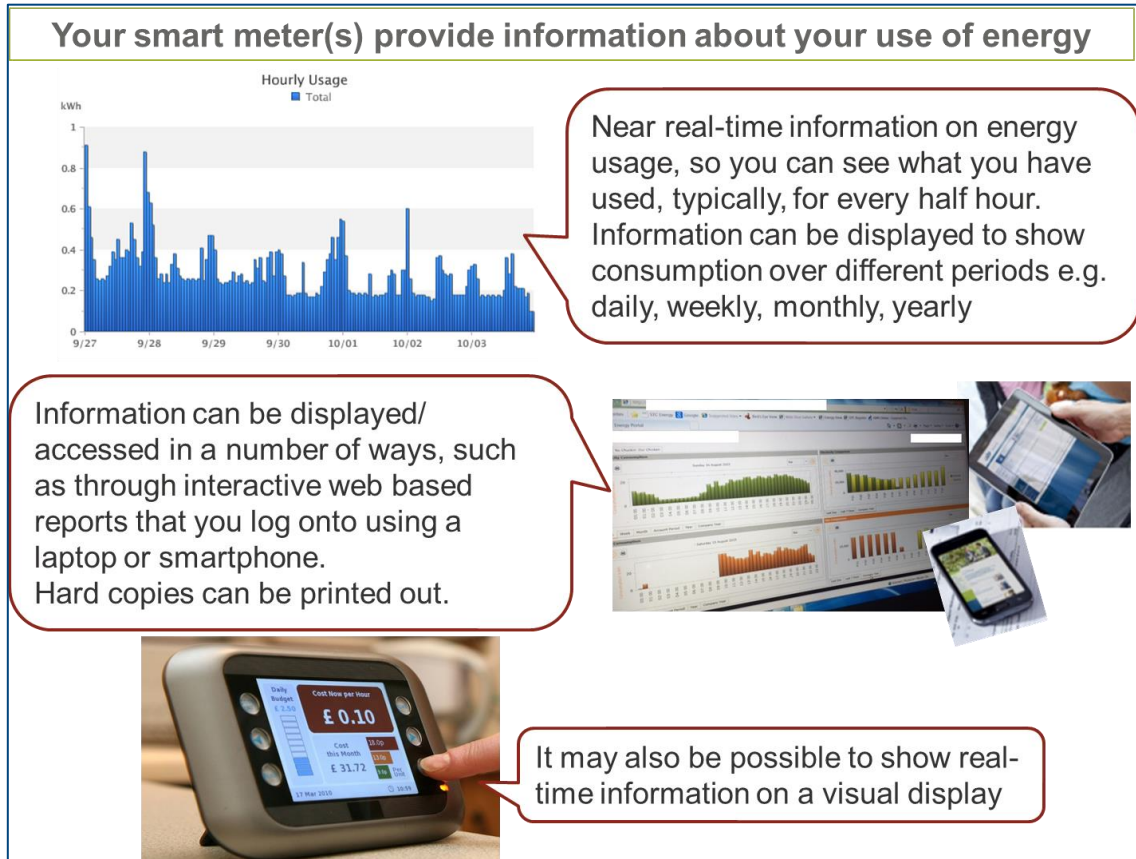 Your smart meter(s) provide information about your use of energy
Hourly Usage
Total
kWh
1
0.8
0.6
0.4
0.2
0
9/27 9/28 9/29 9/30 10/01 10/02 10/03
Near real-time information on energy
usage, so you can see what you have
used, typically, for every half hour.
Information can be displayed to show
consumption over different periods e.g.
daily, weekly, monthly, yearly
Information can be displayed/
accessed in a number of ways, such
as through interactive web based
reports that you log onto using a
laptop or smartphone.
Hard copies can be printed out.
Daily
Budget
£ 2.50
Cost Now per Hour
£ 0.10
Cost
this Month
£ 31.72
Per
Unit
17 Mar 2010
It may also be possible to show real-
time information on a visual display